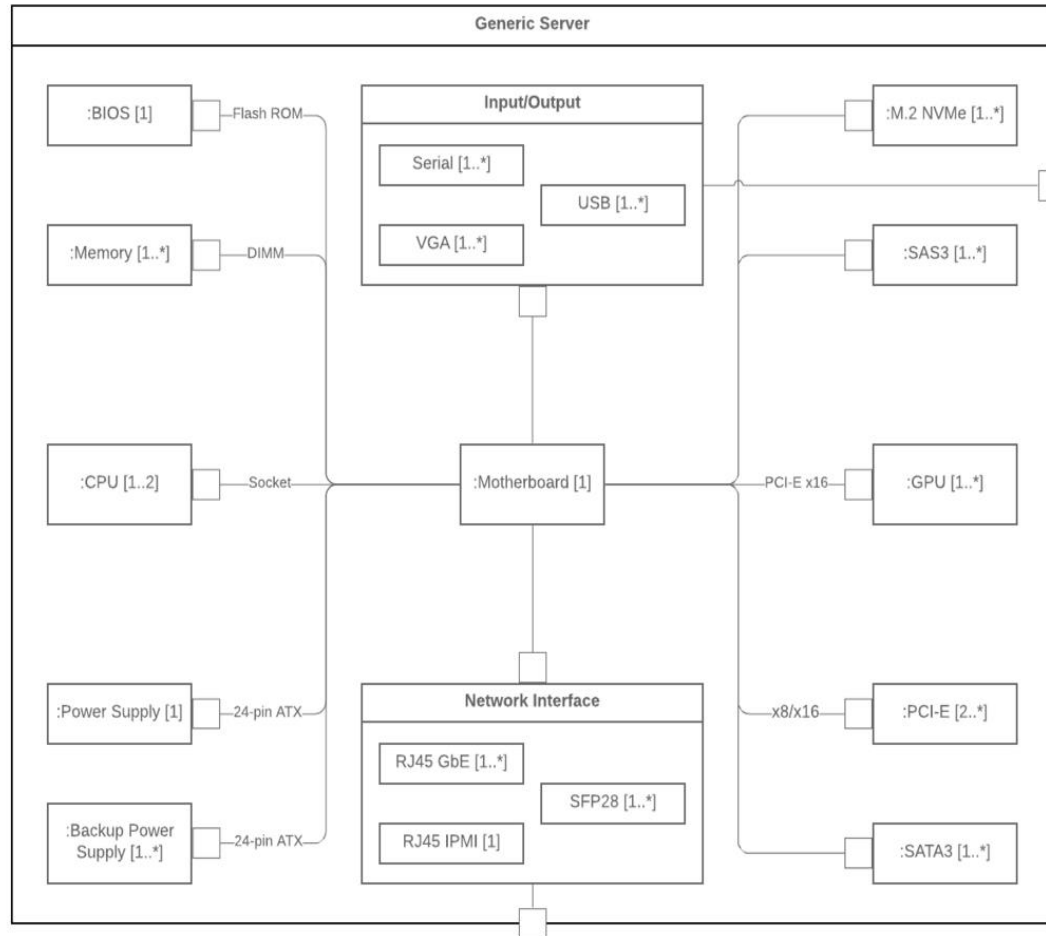 Generic Server
:BIOS [1]
Flash ROM
Input/Output
Serial [1..*]
USB [1..*]
VGA [1..*]
:M.2 NVMe [1..*]
:Memory [1..*]
DIMM
:SAS3 [1..*]
:CPU [1..2]
Socket
:Motherboard [1]
PCI-E x16
:GPU [1..*]
:Power Supply [1]
24-pin ATX
Network Interface
RJ45 GbE [1..*]
SFP28 [1..*]
RJ45 IPMI [1]
x8/x16
:PCI-E [2..*]
:Backup Power
Supply [1..*]
24-pin ATX
:SATA3 [1..*]